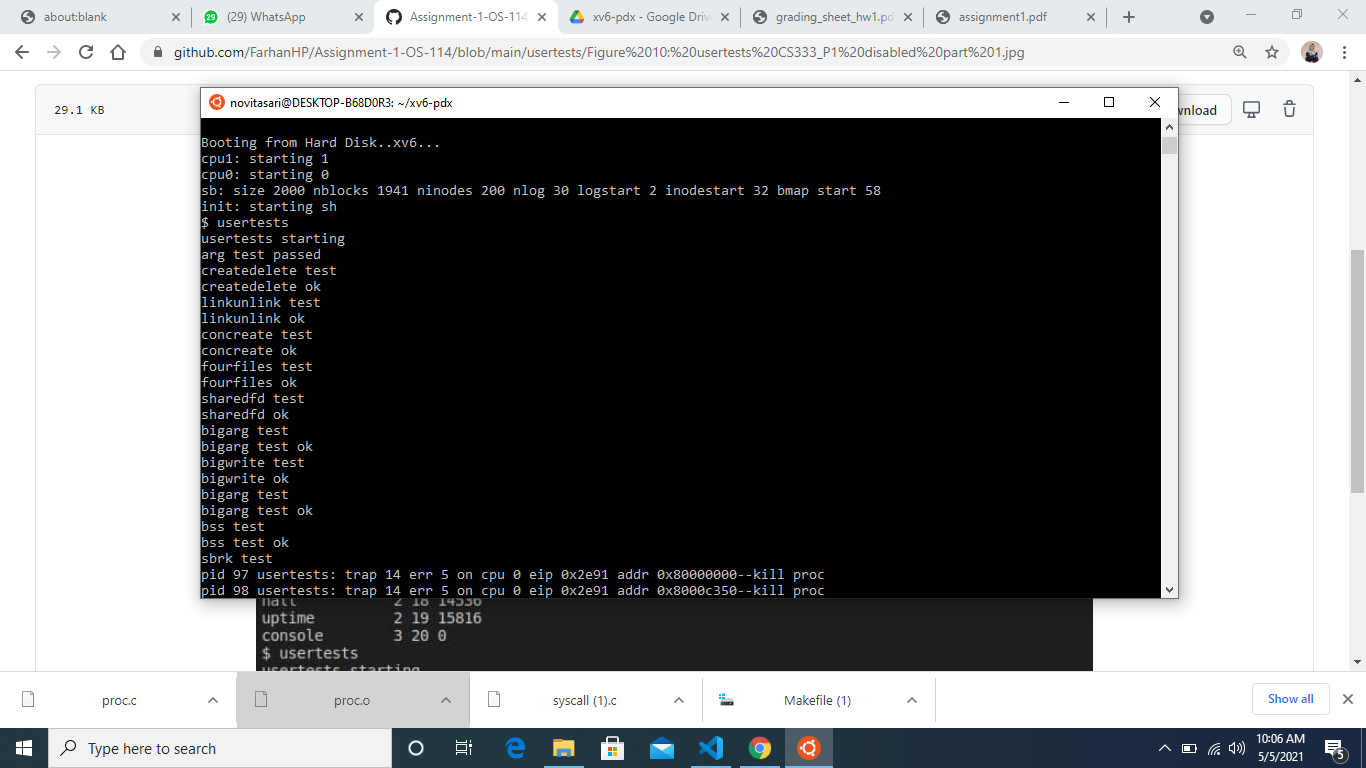 about:blank
(29) WhatsApp
Assignment-1-OS-114
xv6-pdx - Google Driv
grading_sheet_hw1.pd
assignment1.pdf
github.com/FarhanHP/Assignment-1-OS-114/blob/main/usertests/Figure%2010:%20usertests%20CS333_P1%20disabled%20part%201.jpg
29.1 KB
wnload
novitasari@DESKTOP-B68D0R3: ~/xv6-pdx
Booting from Hard Disk..xv6...
cpu1: starting 1
cpu0: starting 0
sb: size 2000 nblocks 1941 ninodes 200 nlog 30 logstart 2 inodestart 32 bmap start 58
init: starting sh
$ usertests
usertests starting
arg test passed
createdelete test
createdelete ok
linkunlink test
linkunlink ok
concreate test
concreate ok
fourfiles test
fourfiles ok
sharedfd test
sharedfd ok
bigarg test
bigarg test ok
bigwrite test
bigwrite ok
bigarg test
bigarg test ok
bss test
bss test ok
sbrk test
pid 97 usertests: trap 14 err 5 on cpu 0 eip 0x2e91 addr 0x80000000--kill proc
pid 98 usertests: trap 14 err 5 on cpu 0 eip 0x2e91 addr 0x8000c350--kill proc
halt 2 18 14536
uptime 2 19 15816
console 3 20 0
$ usertests
usertests starting
proc.c
proc.o
syscall (1).c
Makefile (1)
Show all
Type here to search
10:06 AM
5/5/2021
5